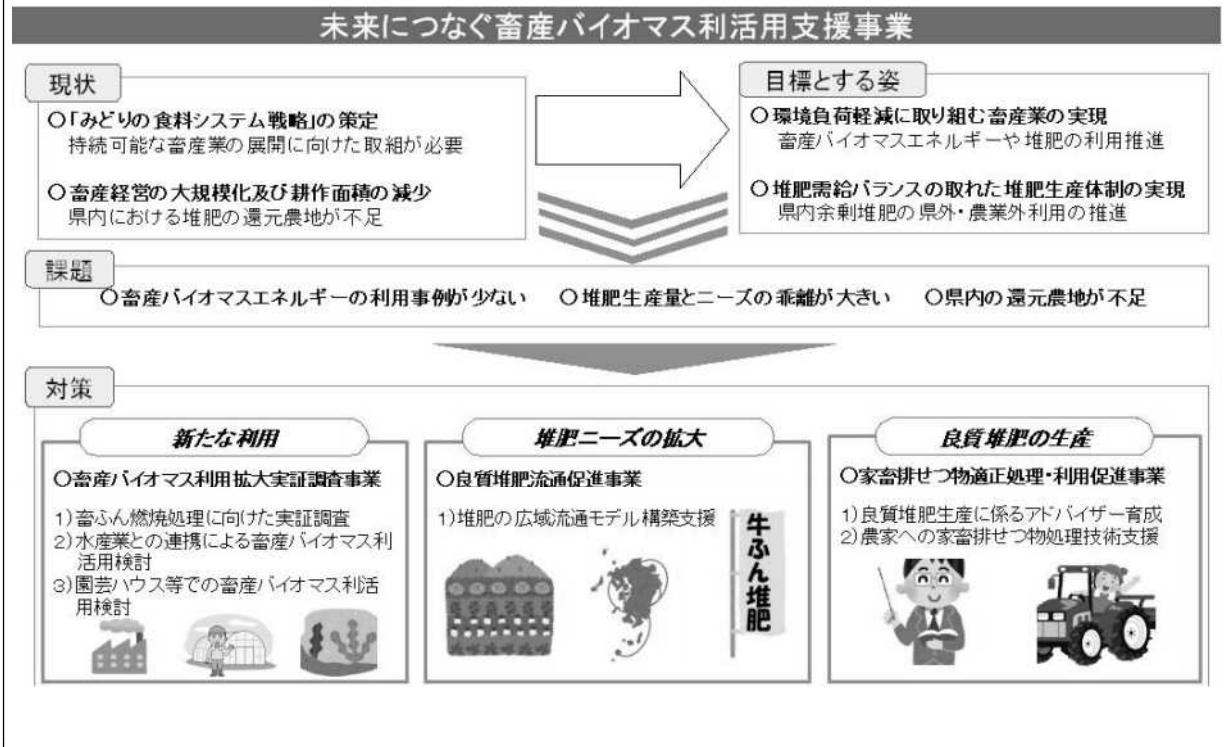 未来につなぐ畜産バイオマス利活用支援事業
現状
○「みどりの食料システム戦略」の策定
持続可能な畜産業の展開に向けた取組が必要
○畜産経営の大規模化及び耕作面積の減少
県内における堆肥の還元農地が不足
目標とする姿
○環境負荷軽減に取り組む畜産業の実現
畜産バイオマスエネルギーや堆肥の利用推進
○堆肥需給バランスの取れた堆肥生産体制の実現
県内余剰堆肥の県外・農業外利用の推進
課題
○畜産バイオマスエネルギーの利用事例が少ない ○堆肥生産量とニーズの乖離が大きい ○県内の還元農地が不足
対策
新たな利用
○畜産バイオマス利用拡大実証調査事業
1)畜ふん燃焼処理に向けた実証調査
2)水産業との連携による畜産バイオマス利
活用検討
3)園芸ハウス等での畜産バイオマス利活
用検討
堆肥ニーズの拡大
○良質堆肥流通促進事業
1)堆肥の広域流通モデル構築支援
牛ふん堆肥
良質堆肥の生産
○家畜排せつ物適正処理・利用促進事業
1)良質堆肥生産に係るアドバイザー育成
2)農家への家畜排せつ物処理技術支援